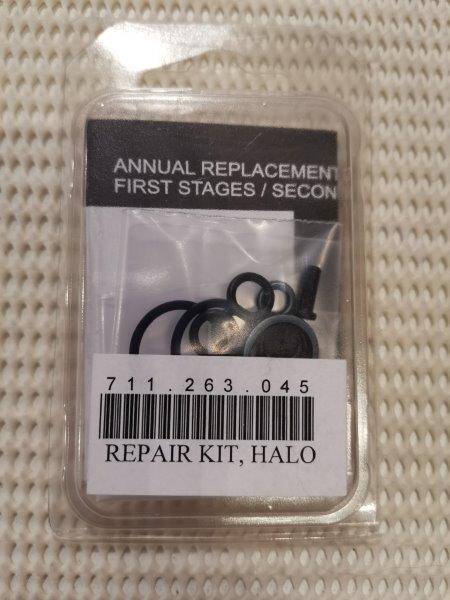 ANNUAL REPLACEMENT
FIRST STAGES / SECON
711.263.045
REPAIR KIT, HALO